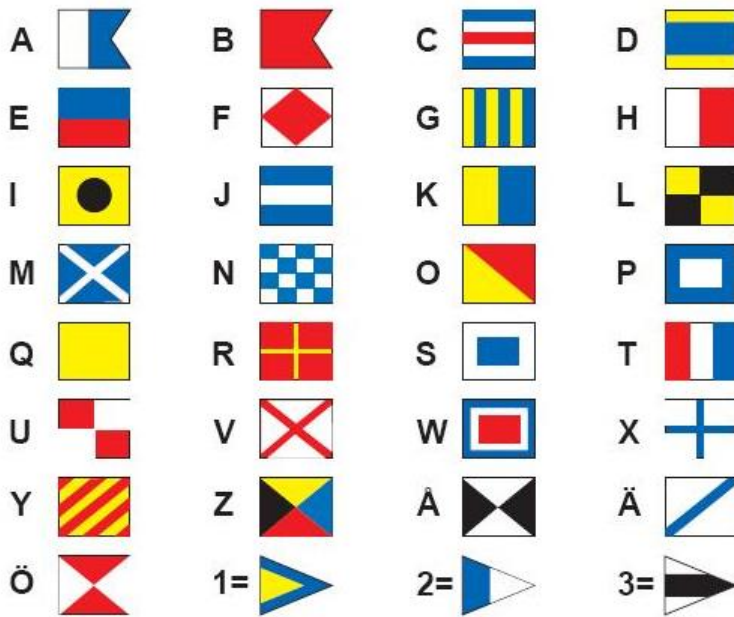 A B C D
E F G H
I J K L
M N O P
Q R S T
U V W X
Y Z Å Ä
Ö 1= 2= 3=